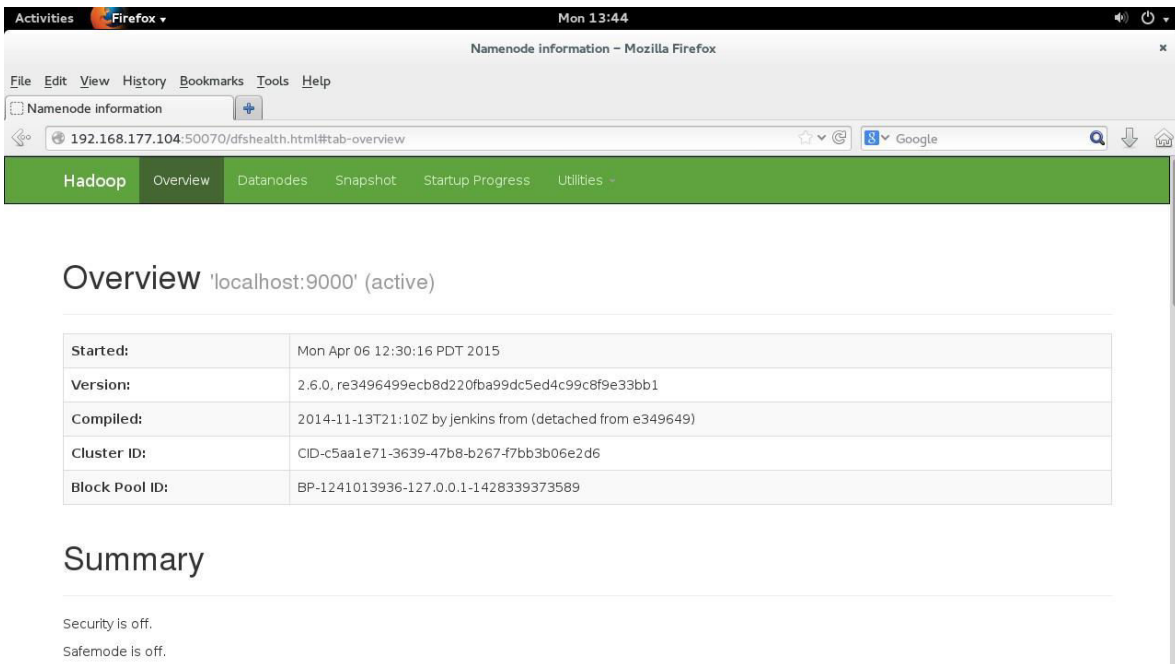 Activities Firefox Mon 13:44
Namenode information – Mozilla Firefox
File Edit View History Bookmarks Tools Help
Namenode information
192.168.177.104:50070/dfshealth.html#tab-overview Google
Hadoop Overview Datanodes Snapshot Startup Progress Utilities
Overview 'localhost:9000' (active)
Started: Mon Apr 06 12:30:16 PDT 2015
Version: 2.6.0, re3496499ecb8d220fba99dc5ed4c99c8f9e33bb1
Compiled: 2014-11-13T21:10Z by jenkins from (detached from e349649)
Cluster ID: CID-c5aa1e71-3639-47b8-b267-f7bb3b06e2d6
Block Pool ID: BP-1241013936-127.0.0.1-1428339373589
Summary
Security is off.
Safemode is off.